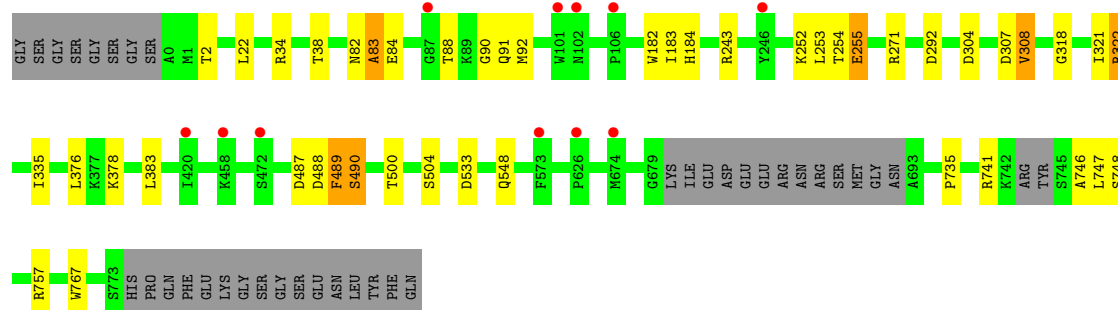 GLY SER GLY SER GLY SER GLY SER A0 M1 T2 L22 R34 T38 N82 A83 E84 G87 T88 K89 G90 Q91 M92 W101 N102 P106 W182 I183 H184 R243 Y246 K252 L253 T254 E255 R271 D292 D304 D307 V308 G318 I321
I335 L376 K377 K378 L383 I420 K458 S472 D487 D488 F489 S490 T500 S504 D533 Q548 F573 P626 M674 G679 LYS ILE GLU ASP GLU GLU ARG ASN ARG SER MET GLY ASN A693 P735 R741 K742 ARG TYR S745 A746 L747
R757 W767 S773 HIS PRO GLN PHE GLU LYS GLY SER GLY SER GLU ASN LEU TYR PHE GLN